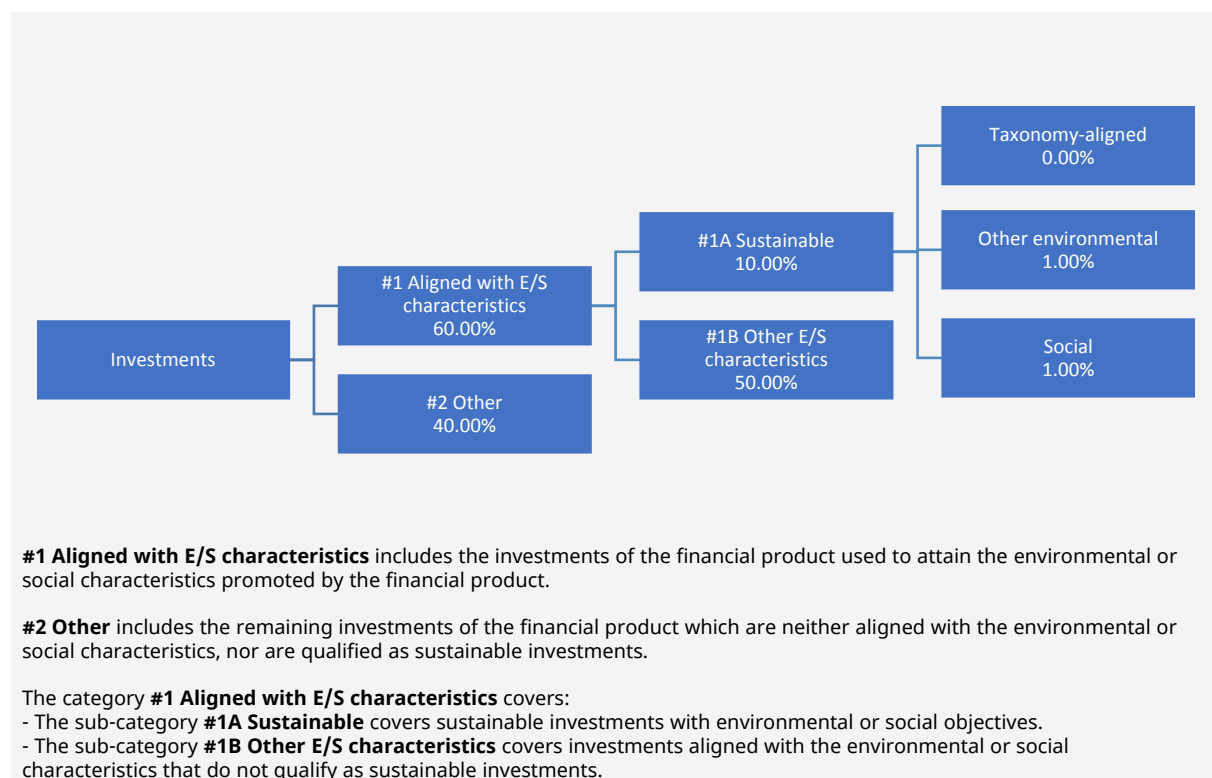 Investments
#1 Aligned with E/S
characteristics
60.00%
#2 Other
40.00%
#1A Sustainable
10.00%
#1B Other E/S
characteristics
50.00%
Taxonomy-aligned
0.00%
Other environmental
1.00%
Social
1.00%
#1 Aligned with E/S characteristics includes the investments of the financial product used to attain the environmental or
social characteristics promoted by the financial product.
#2 Other includes the remaining investments of the financial product which are neither aligned with the environmental or
social characteristics, nor are qualified as sustainable investments.
The category #1 Aligned with E/S characteristics covers:
- The sub-category #1A Sustainable covers sustainable investments with environmental or social objectives.
- The sub-category #1B Other E/S characteristics covers investments aligned with the environmental or social
characteristics that do not qualify as sustainable investments.